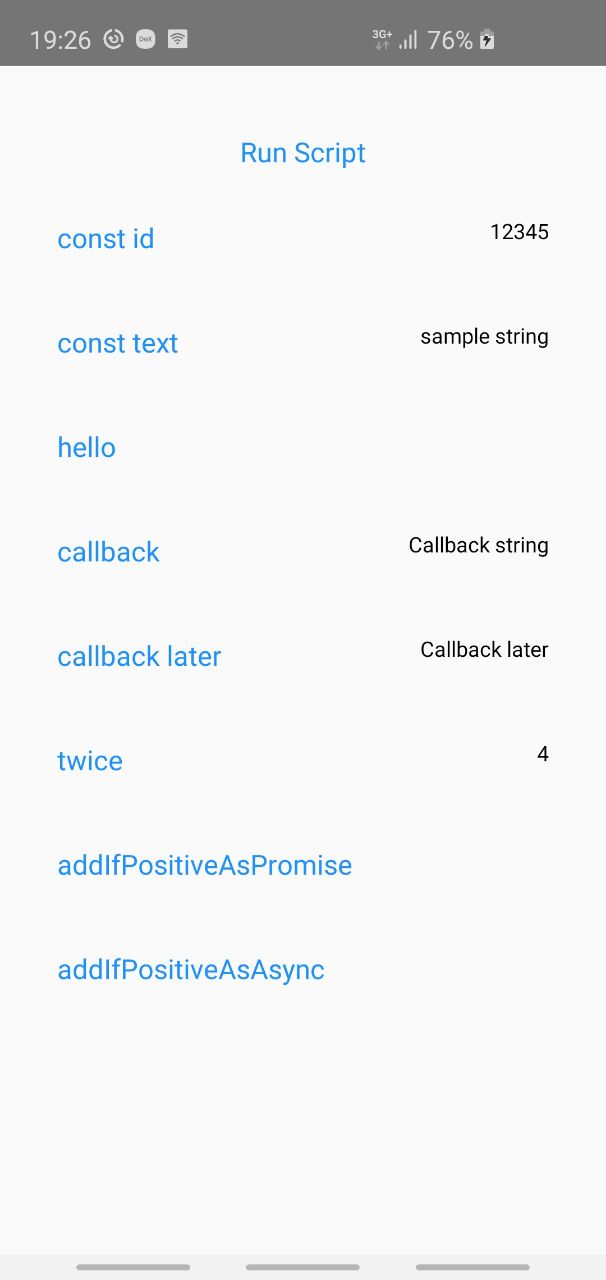 19:26 DeX 3G+ 76%
Run Script
const id 12345
const text sample string
hello
callback Callback string
callback later Callback later
twice 4
addIfPositiveAsPromise
addIfPositiveAsAsync